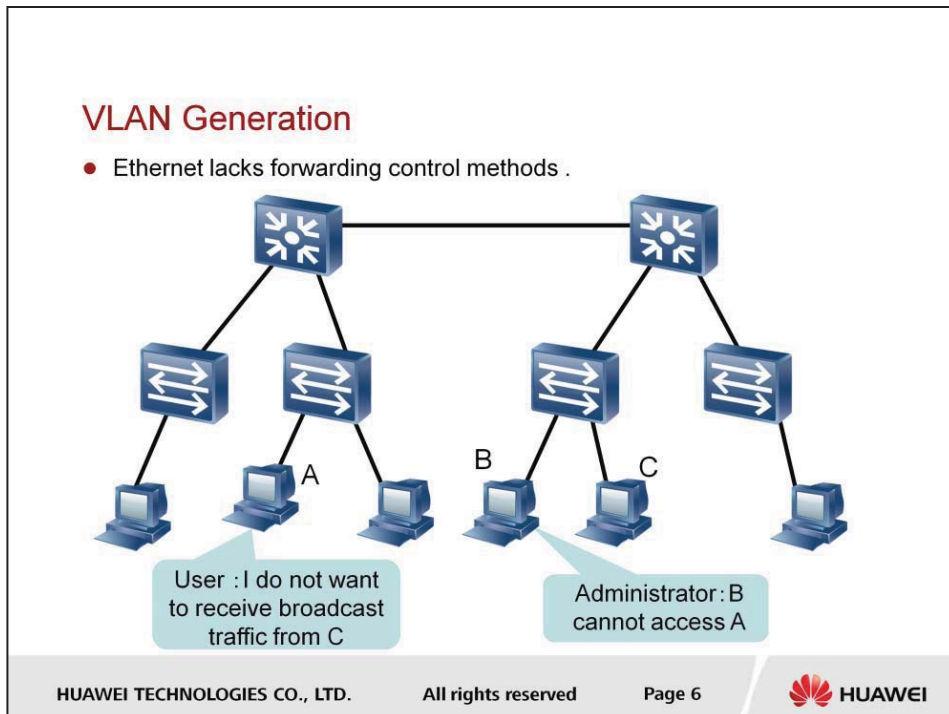 VLAN Generation
● Ethernet lacks forwarding control methods .
A
B
C
User : I do not want
to receive broadcast
traffic from C
Administrator : B
cannot access A
HUAWEI TECHNOLOGIES CO., LTD. All rights reserved Page 6 HUAWEI